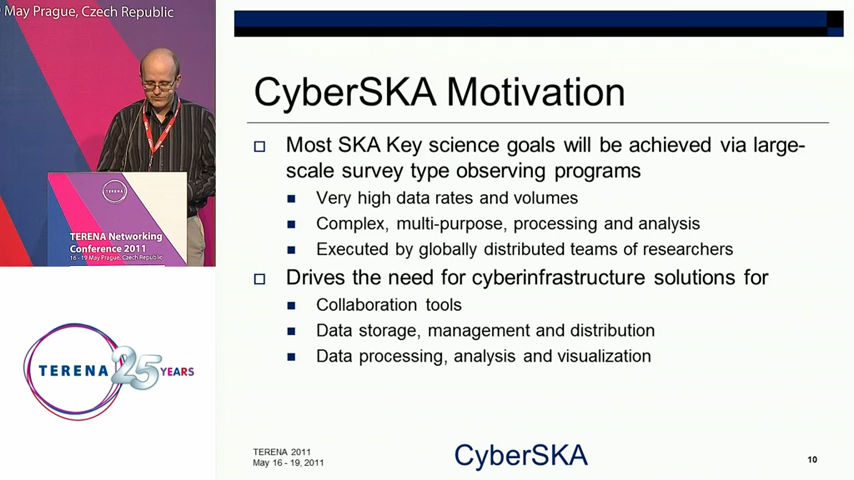 May Prague, Czech Republic
TERENA
TERENA Networking
Conference 2011
16 - 19 May Prague, Czech Republic
TERENA 25 YEARS
CyberSKA Motivation
Most SKA Key science goals will be achieved via large-
scale survey type observing programs
Very high data rates and volumes
Complex, multi-purpose, processing and analysis
Executed by globally distributed teams of researchers
Drives the need for cyberinfrastructure solutions for
Collaboration tools
Data storage, management and distribution
Data processing, analysis and visualization
TERENA 2011
May 16 - 19, 2011
CyberSKA
10